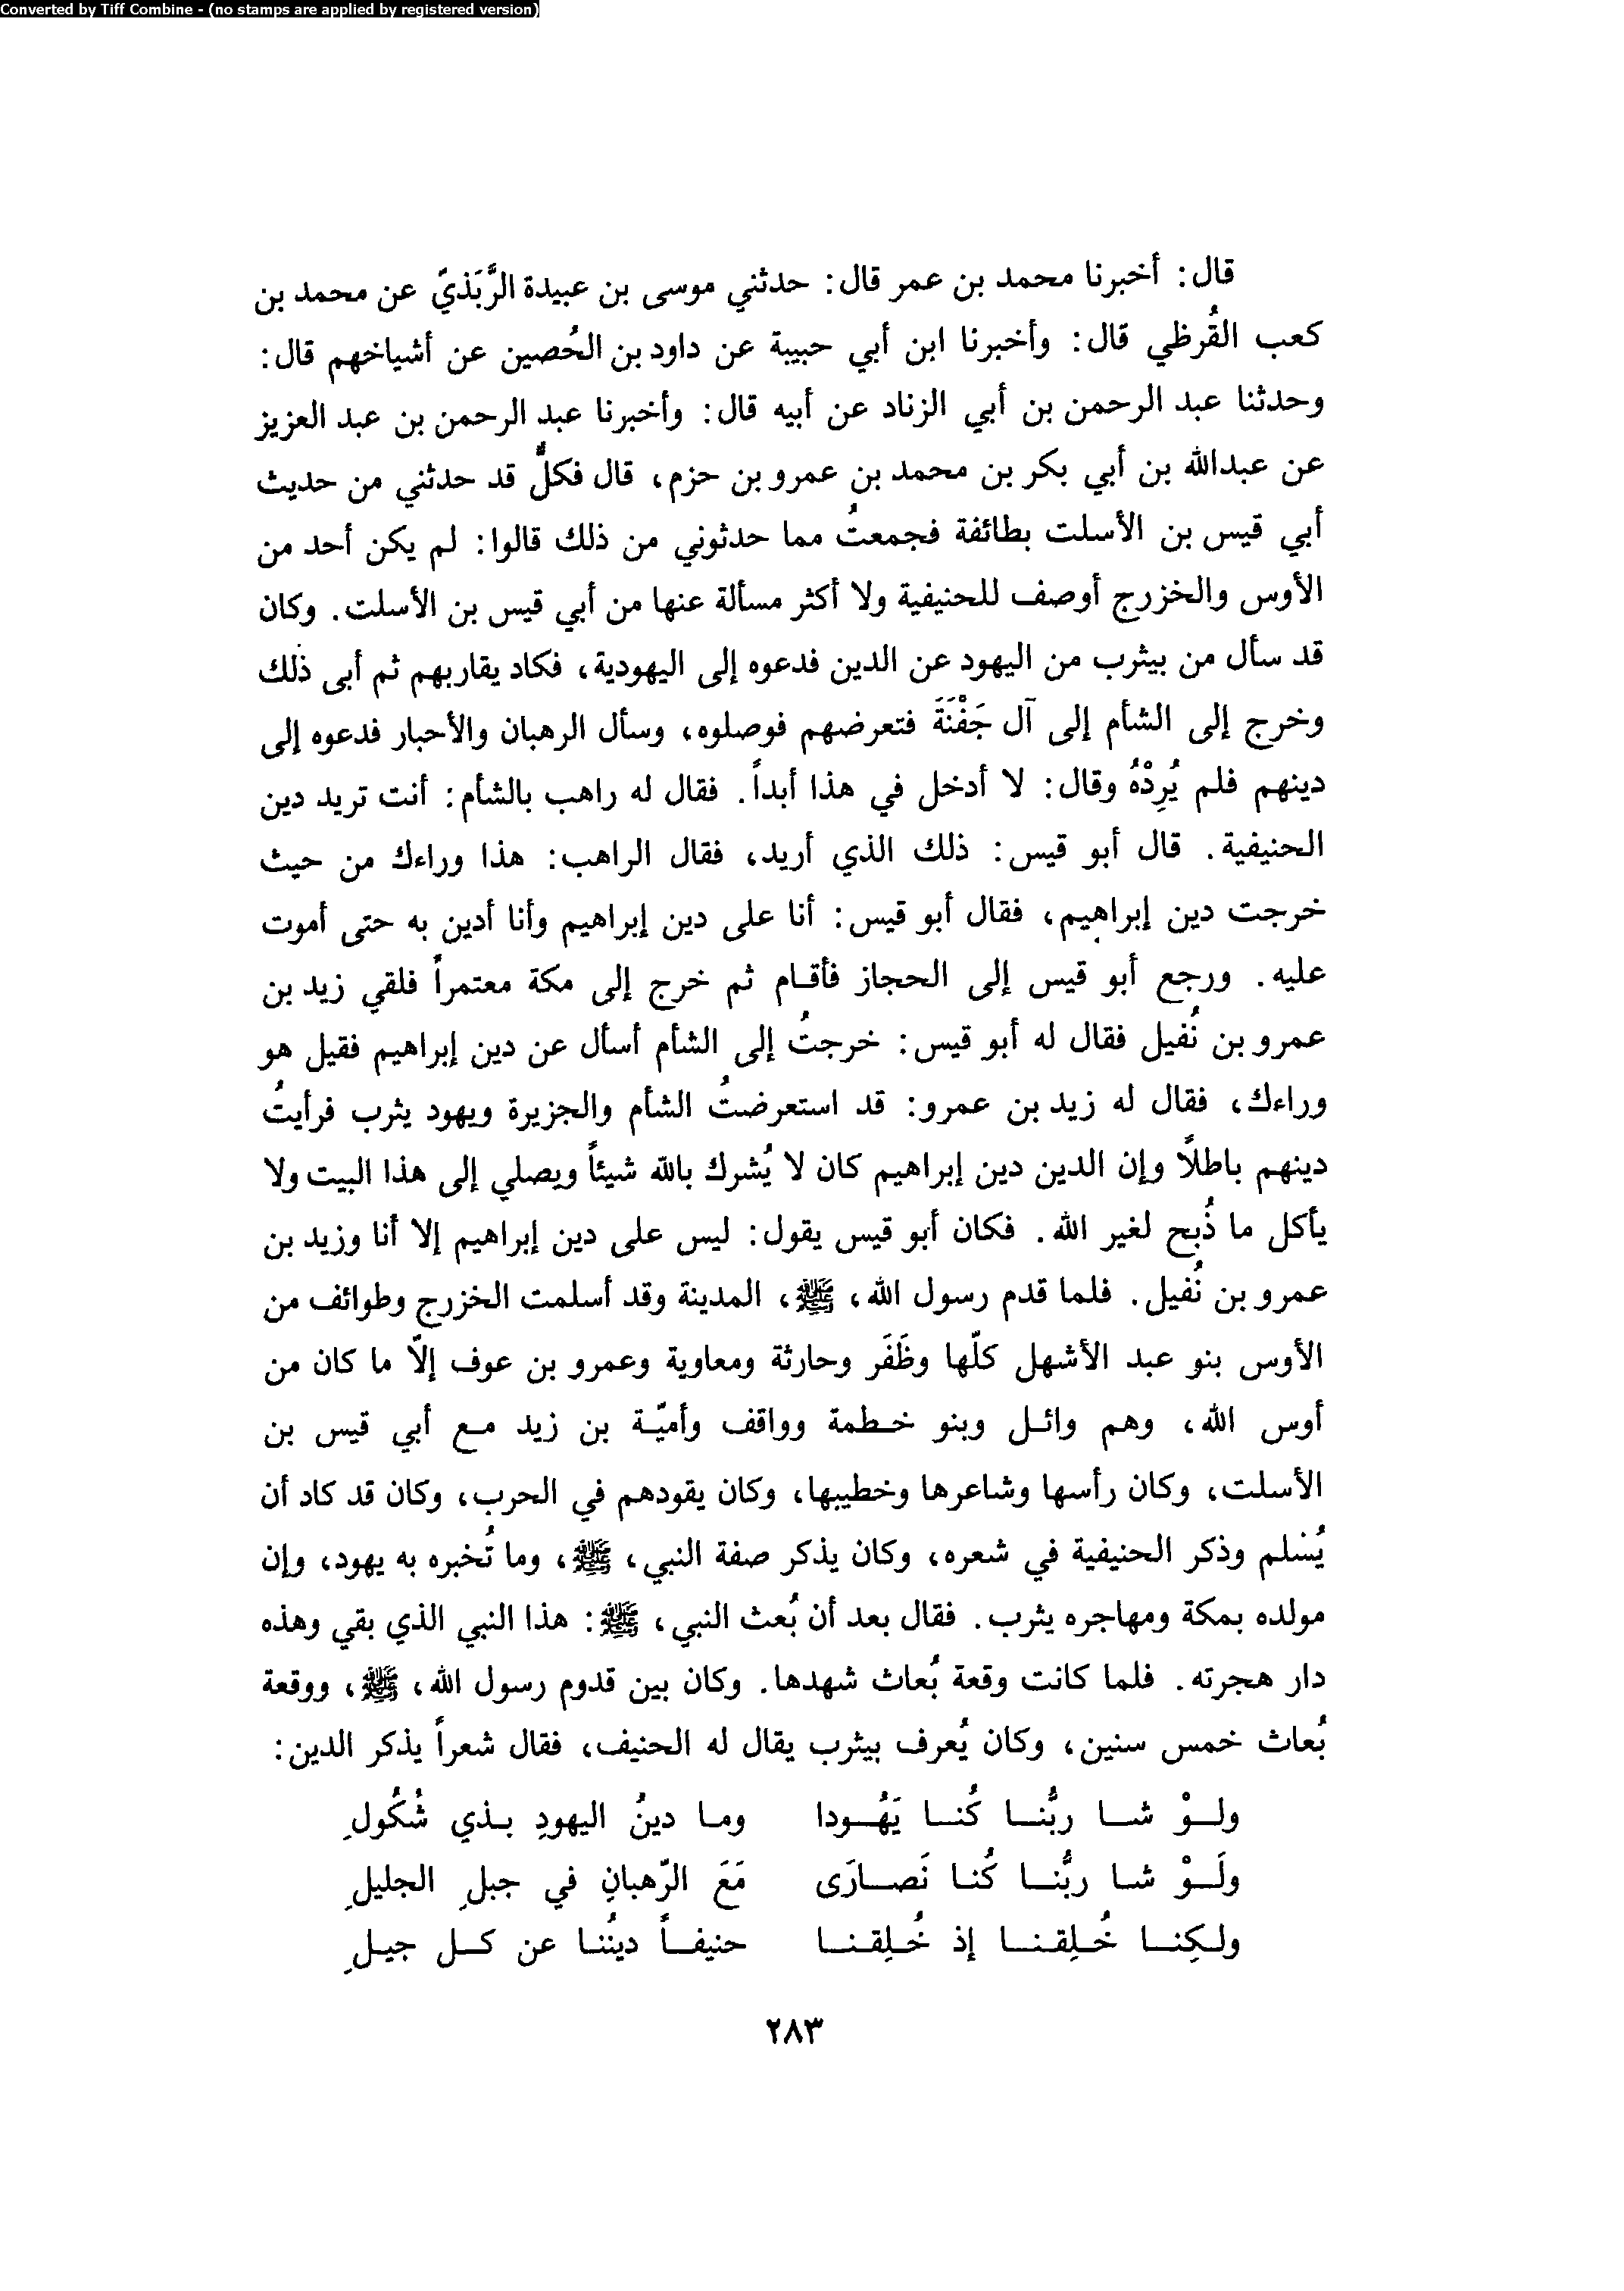 Converted by Tiff Combine - (no stamps are applied by registered version)
قال: أخبرنا محمد بن عمر قال: حدثني موسى بن عبيدة الرَّبَذيّ عن محمد بن
كعب القُرظي قال: وأخبرنا ابن أبي حبيبة عن داود بن الحُصين عن أشياخهم قال:
وحدثنا عبد الرحمن بن أبي الزناد عن أبيه قال: وأخبرنا عبد الرحمن بن عبد العزيز
عن عبدالله بن أبي بكر بن محمد بن عمرو بن حزم، قال فكلٌّ قد حدثني من حديث
أبي قيس بن الأسلت بطائفة فجمعتُ مما حدثوني من ذلك قالوا: لم يكن أحد من
الأوس والخزرج أوصف للحنيفية ولا أكثر مسألة عنها من أبي قيس بن الأسلت. وكان
قد سأل من بيثرب من اليهود عن الدين فدعوه إلى اليهودية، فكاد يقاربهم ثم أبى ذلك
وخرج إلى الشأم إلى آل جَفْنَةَ فتعرضهم فوصلوه، وسأل الرهبان والأحبار فدعوه إلى
دينهم فلم يُرِدْهُ وقال: لا أدخل في هذا أبداً. فقال له راهب بالشأم: أنت تريد دين
الحنيفية. قال أبو قيس: ذلك الذي أريد، فقال الراهب: هذا وراءك من حيث
خرجت دين إبراهيم، فقال أبو قيس: أنا على دين إبراهيم وأنا أدين به حتى أموت
عليه. ورجع أبو قيس إلى الحجاز فأقام ثم خرج إلى مكة معتمراً فلقي زيد بن
عمرو بن نُفيل فقال له أبو قيس: خرجتُ إلى الشأم أسأل عن دين إبراهيم فقيل هو
وراءك، فقال له زيد بن عمرو: قد استعرضتُ الشأم والجزيرة ويهود يثرب فرأيتُ
دينهم باطلاً وإن الدين دين إبراهيم كان لا يُشرك بالله شيئاً ويصلي إلى هذا البيت ولا
يأكل ما ذُبح لغير الله. فكان أبو قيس يقول: ليس على دين إبراهيم إلا أنا وزيد بن
عمرو بن نُفيل. فلما قدم رسول الله، ﷺ، المدينة وقد أسلمت الخزرج وطوائف من
الأوس بنو عبد الأشهل كلّها وظَفَر وحارثة ومعاوية وعمرو بن عوف إلّا ما كان من
أوس الله، وهم وائل وبنو خطمة وواقف وأميّة بن زيد مع أبي قيس بن
الأسلت، وكان رأسها وشاعرها وخطيبها، وكان يقودهم في الحرب، وكان قد كاد أن
يُسْلم وذكر الحنيفية في شعره، وكان يذكر صفة النبي، ﷺ، وما تُخبره به يهود، وإن
مولده بمكة ومهاجره يثرب. فقال بعد أن بُعث النبي، ﷺ: هذا النبي الذي بقي وهذه
دار هجرته. فلما كانت وقعة بُعاث شهدها. وكان بين قدوم رسول الله، ﷺ، ووقعة
بُعاث خمس سنين، وكان يُعرف بيثرب يقال له الحنيف، فقال شعراً يذكر الدين:
ولوْ شا ربُّنا كُنا يَهُودا وما دينُ اليهودِ بذي شُكُولِ
ولَوْ شا ربُّنا كُنا نَصارَى مَعَ الرّهبانِ في جبلِ الجليلِ
ولكِنا خُلِقنا إذ خُلِقنا حنيفاً دينُنا عن كل جيلِ
٢٨٣